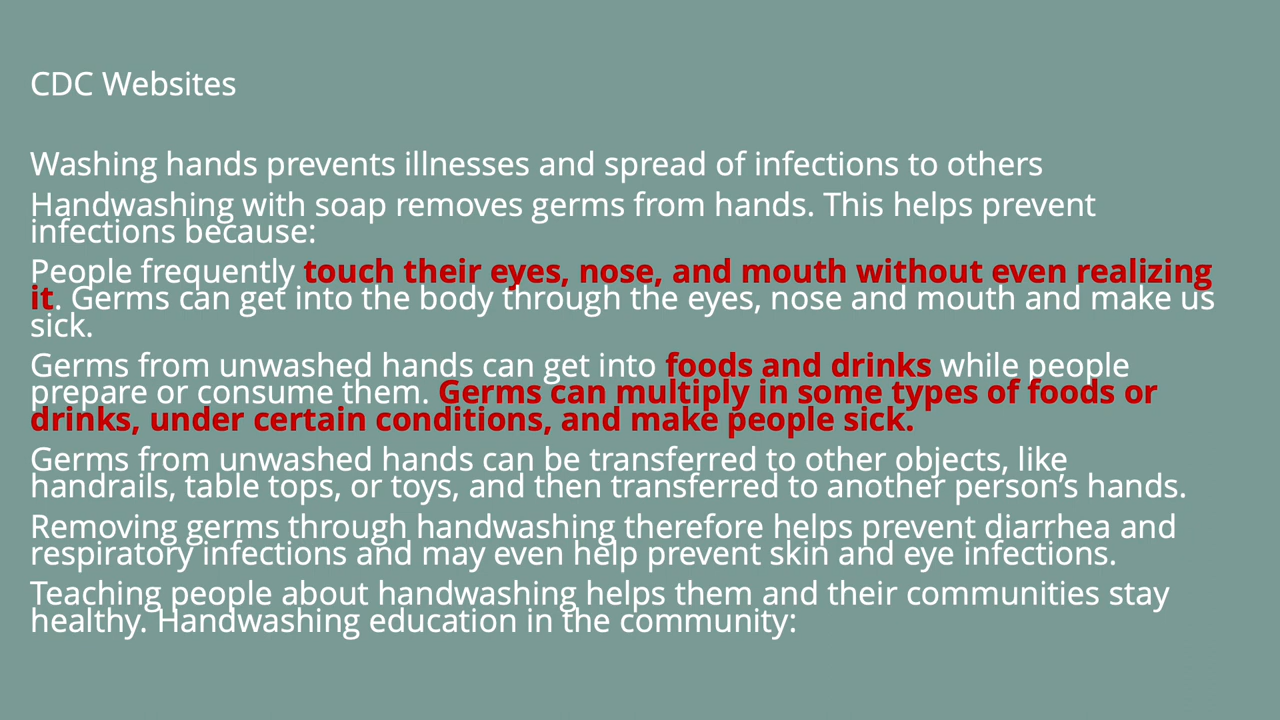 CDC Websites
Washing hands prevents illnesses and spread of infections to others
Handwashing with soap removes germs from hands. This helps prevent
infections because:
People frequently touch their eyes, nose, and mouth without even realizing
it. Germs can get into the body through the eyes, nose and mouth and make us
sick.
Germs from unwashed hands can get into foods and drinks while people
prepare or consume them. Germs can multiply in some types of foods or
drinks, under certain conditions, and make people sick.
Germs from unwashed hands can be transferred to other objects, like
handrails, table tops, or toys, and then transferred to another person’s hands.
Removing germs through handwashing therefore helps prevent diarrhea and
respiratory infections and may even help prevent skin and eye infections.
Teaching people about handwashing helps them and their communities stay
healthy. Handwashing education in the community: